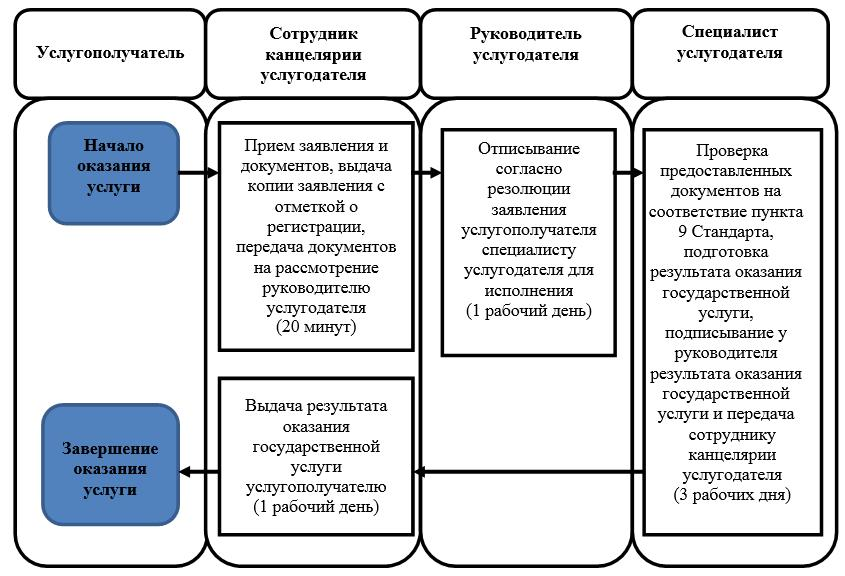 Услугополучатель
Сотрудник
канцелярии
услугодателя
Руководитель
услугодателя
Специалист
услугодателя
Начало
оказания
услуги
Прием заявления и
документов, выдача
копии заявления с
отметкой о
регистрации,
передача документов
на рассмотрение
руководителю
услугодателя
(20 минут)
Отписывание
согласно
резолюции
заявления
услугополучателя
специалисту
услугодателя для
исполнения
(1 рабочий день)
Проверка
предоставленных
документов на
соответствие пункта
9 Стандарта,
подготовка
результата оказания
государственной
услуги,
подписывание у
руководителя
результата оказания
государственной
услуги и передача
сотруднику
канцелярии
услугодателя
(3 рабочих дня)
Выдача результата
оказания
государственной
услуги
услугополучателю
(1 рабочий день)
Завершение
оказания
услуги